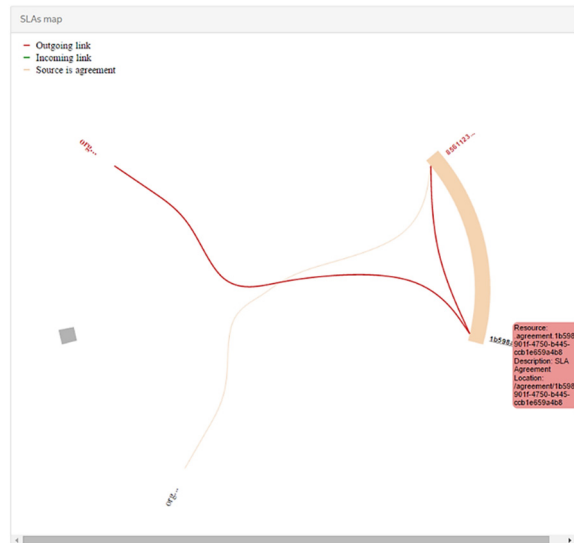 SLAs map
Outgoing link
Incoming link
Source is agreement
org...
8561123...
1b598
Resource:
agreement.1b598
901f-4750-b445-
ccb1e659a4b8
Description: SLA
Agreement
Location:
/agreement/1b598
901f-4750-b445-
ccb1e659a4b8
org...